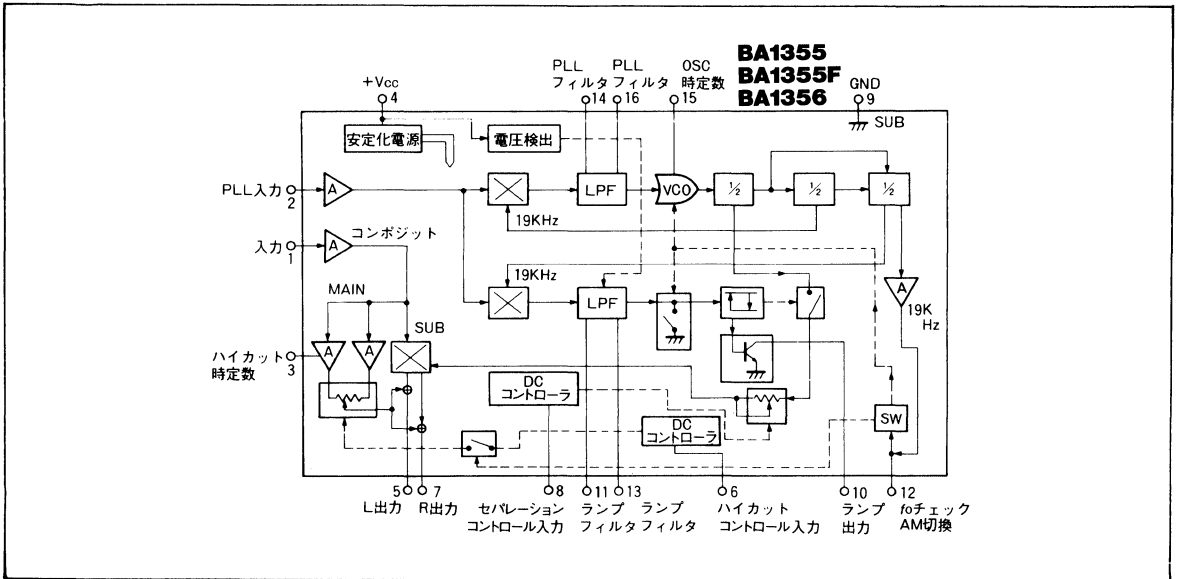 BA1355
BA1355F
BA1356
+Vcc
4
PLL
フィルタ
14
PLL
フィルタ
16
OSC
時定数
15
GND
9
SUB
安定化電源
電圧検出
PLL入力
2
A
LPF
VCO
½
½
½
19KHz
入力
1
A
コンポジット
19KHz
LPF
A
19K
Hz
MAIN
SUB
A
A
ハイカット
時定数
3
DC
コントローラ
DC
コントローラ
SW
5
L出力
7
R出力
8
セパレーション
コントロール入力
11
ランプ
フィルタ
13
ランプ
フィルタ
6
ハイカット
コントロール入力
10
ランプ
出力
12
foチェック
AM切換